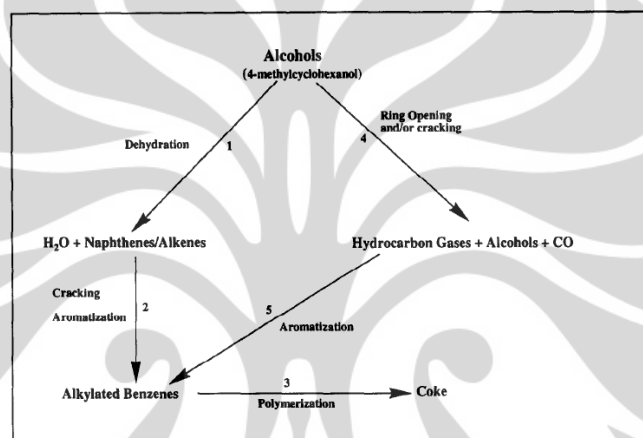 Alcohols
(4-methylcyclohexanol)
Ring Opening
and/or cracking
Dehydration
1
4
H₂O + Naphthenes/Alkenes
Hydrocarbon Gases + Alcohols + CO
Cracking
2
Aromatization
5
Aromatization
3
Alkylated Benzenes
Coke
Polymerization